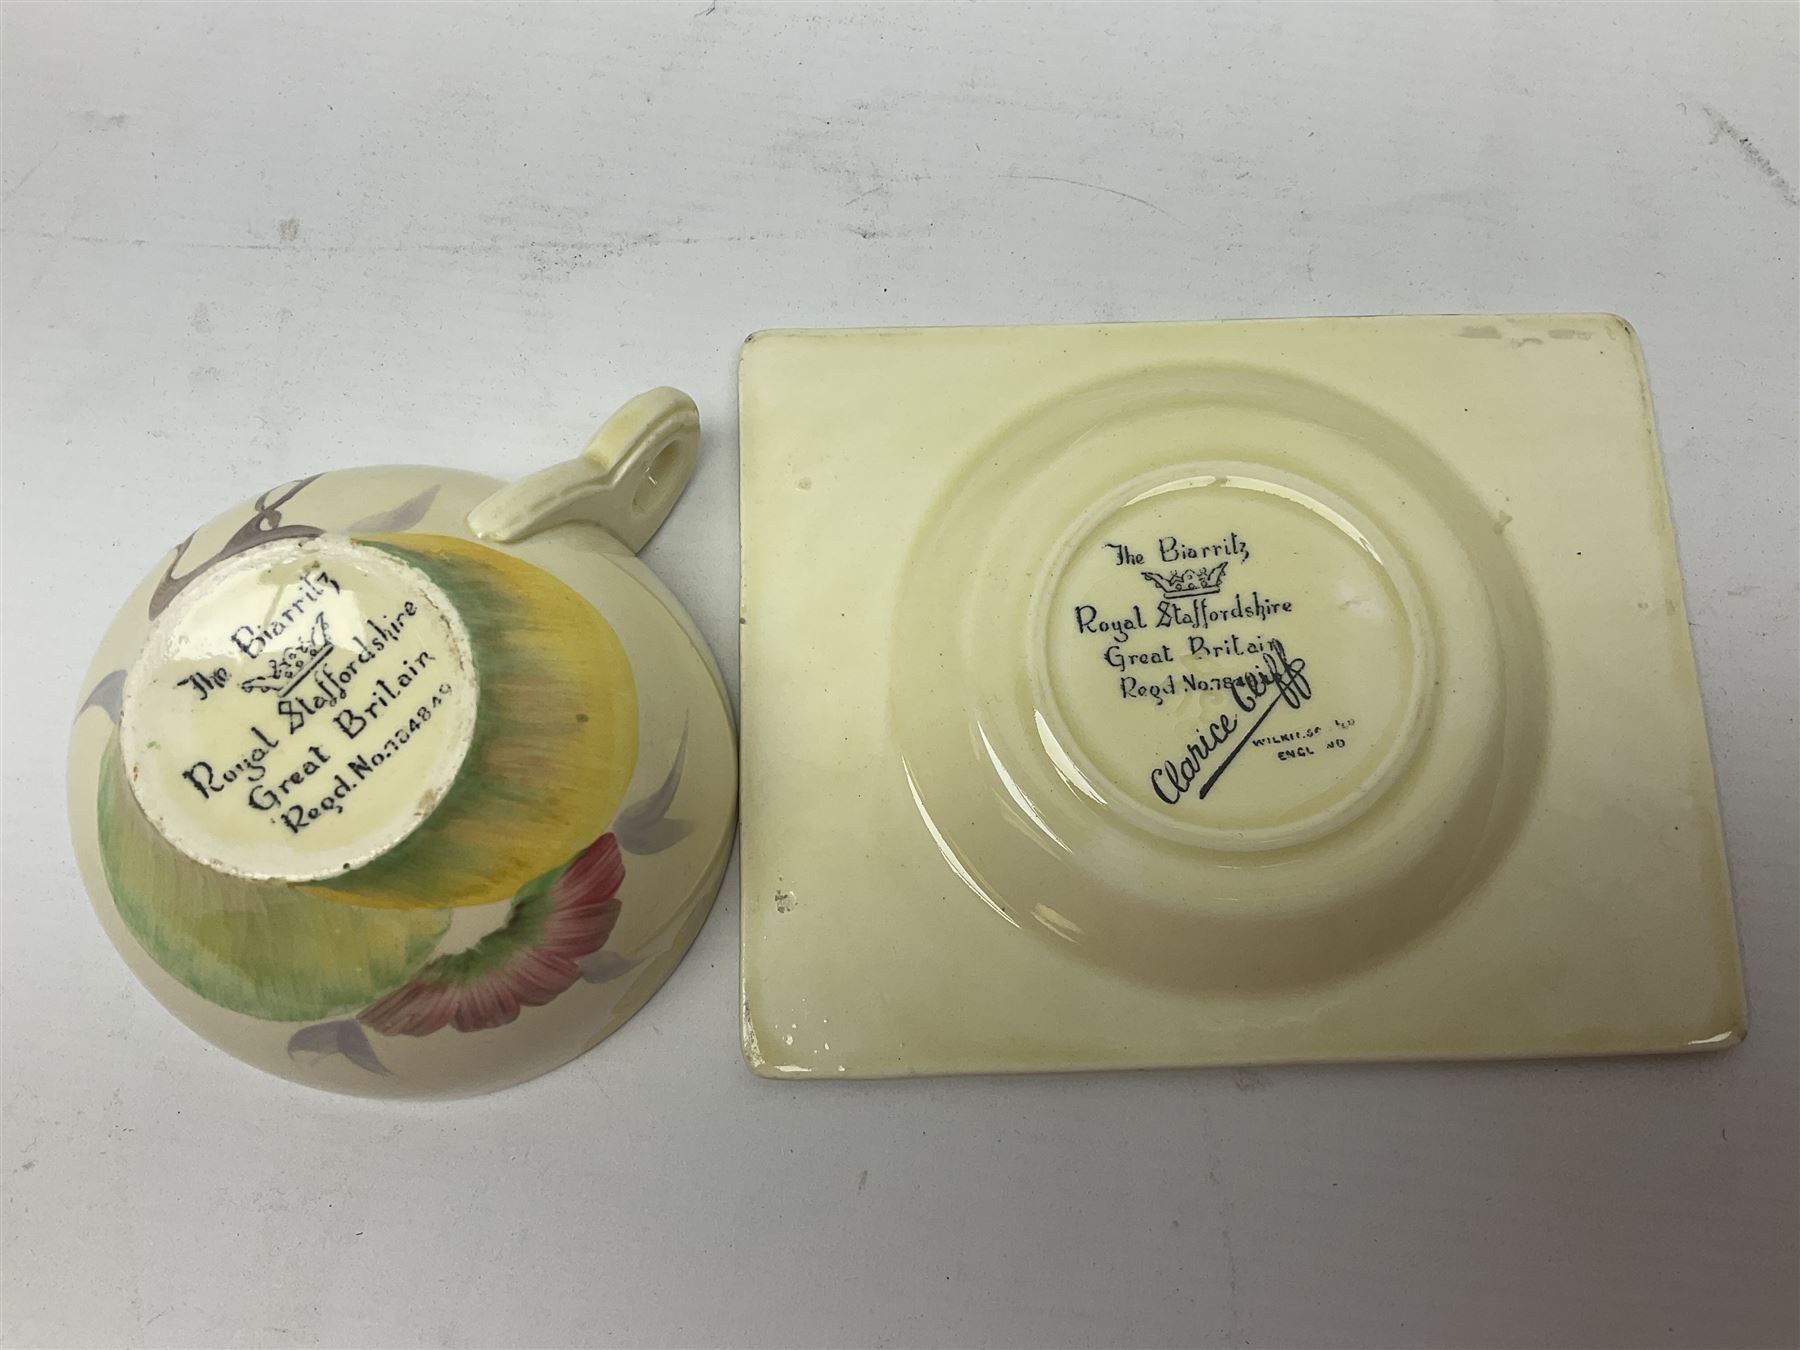 The Biarritz
Royal Staffordshire
Great Britain
Regd. No. 784849
The Biarritz
Royal Staffordshire
Great Britain
Regd. No.
Clarice Cliff
ENGLAND